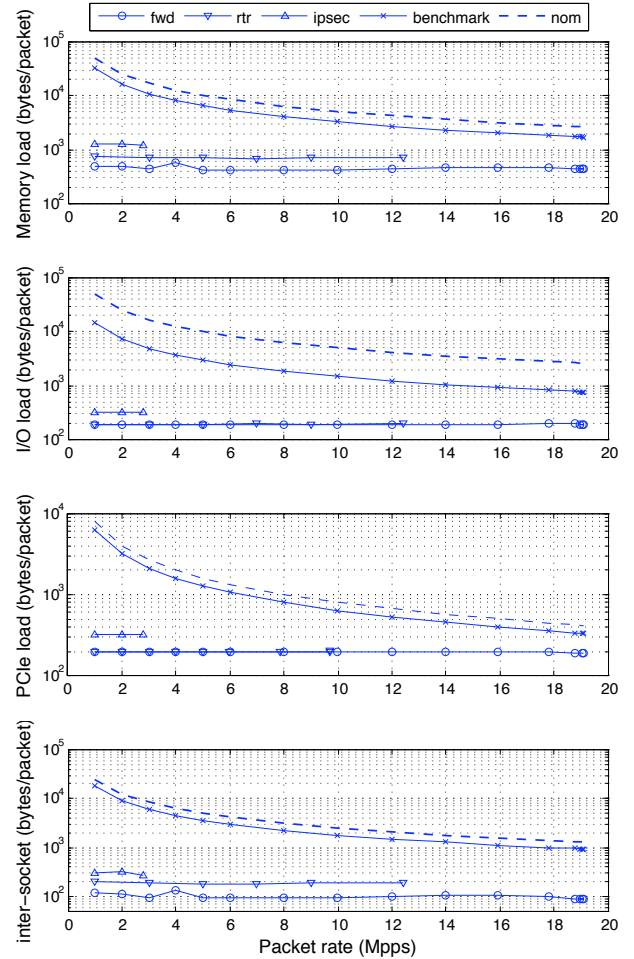 fwd rtr ipsec benchmark nom
Memory load (bytes/packet)
10^5
10^4
10^3
10^2
0 2 4 6 8 10 12 14 16 18 20
I/O load (bytes/packet)
10^5
10^4
10^3
10^2
0 2 4 6 8 10 12 14 16 18 20
PCIe load (bytes/packet)
10^4
10^3
10^2
0 2 4 6 8 10 12 14 16 18 20
inter−socket (bytes/packet)
10^5
10^4
10^3
10^2
0 2 4 6 8 10 12 14 16 18 20
Packet rate (Mpps)